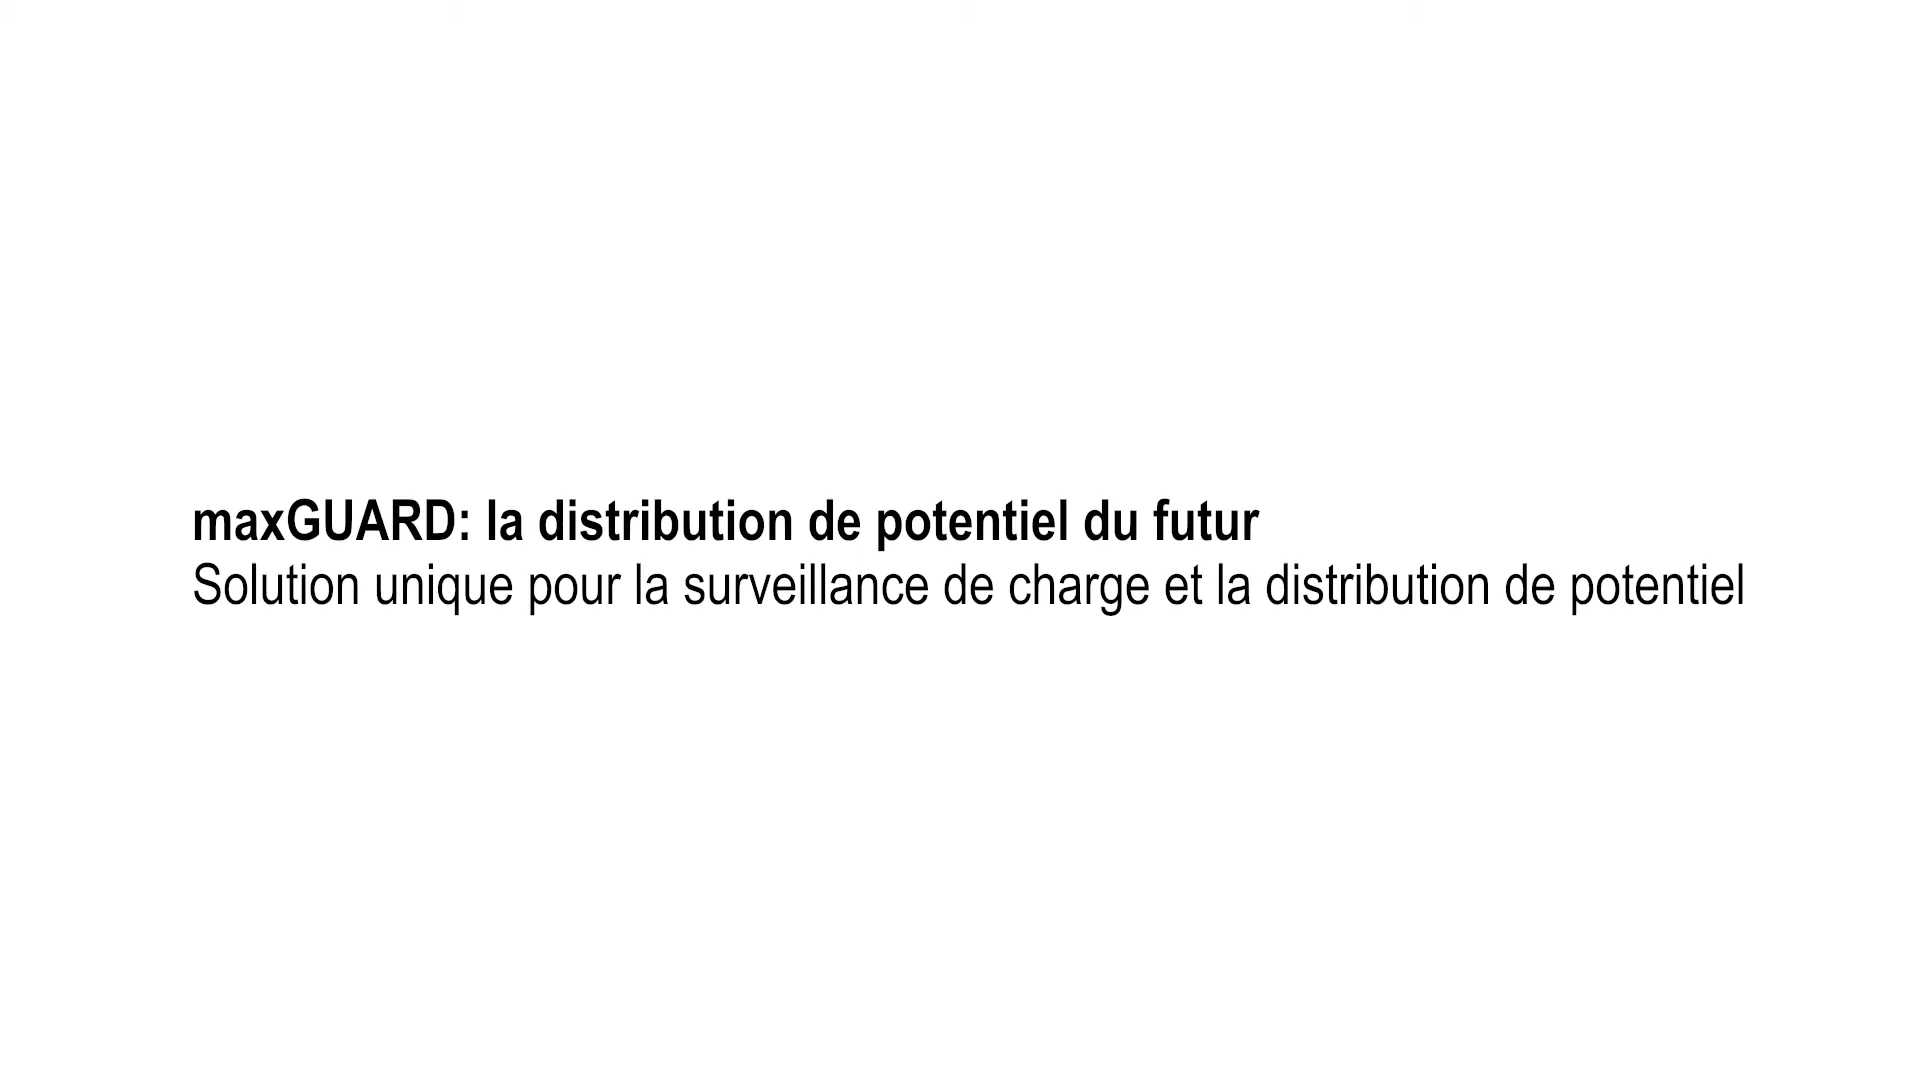 maxGUARD: la distribution de potentiel du futur
Solution unique pour la surveillance de charge et la distribution de potentiel